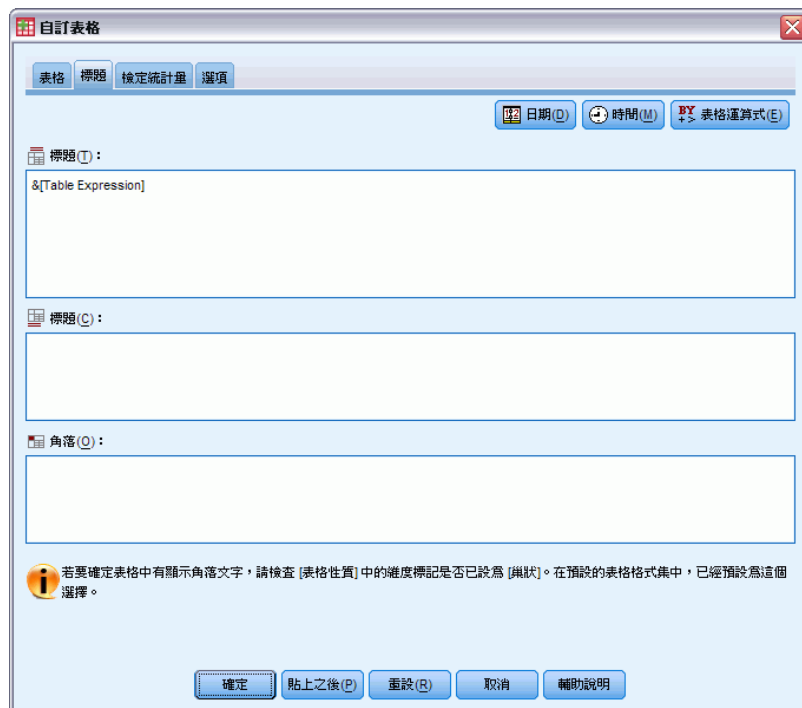 自訂表格
表格 標題 檢定統計量 選項
日期(D) 時間(M) BY +> 表格運算式(E)
標題(T)：
&[Table Expression]
標題(C)：
角落(O)：
若要確定表格中有顯示角落文字，請檢查 [表格性質] 中的維度標記是否已設為 [巢狀]。在預設的表格格式集中，已經預設為這個
選擇。
確定 貼上之後(P) 重設(R) 取消 輔助說明